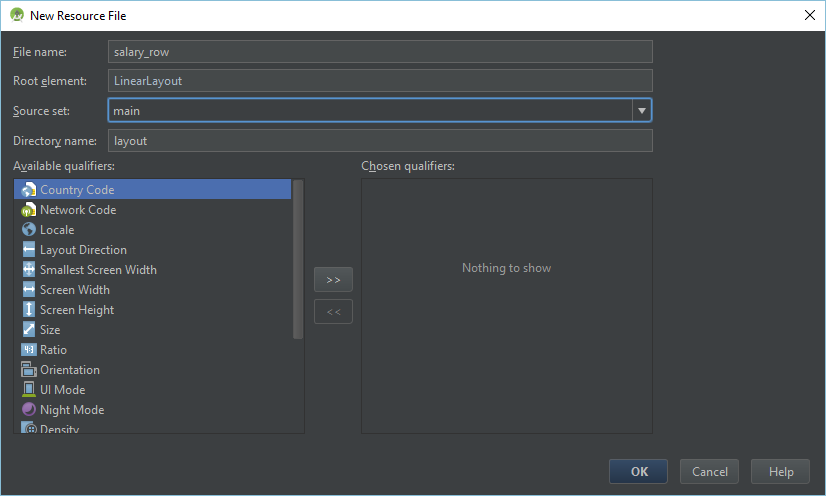 New Resource File
File name: salary_row
Root element: LinearLayout
Source set: main
Directory name: layout
Available qualifiers: Chosen qualifiers:
Country Code
Network Code
Locale
Layout Direction
Smallest Screen Width
Screen Width
Screen Height
Size
4:3 Ratio
Orientation
UI Mode
Night Mode
Density
>>
<<
Nothing to show
OK Cancel Help